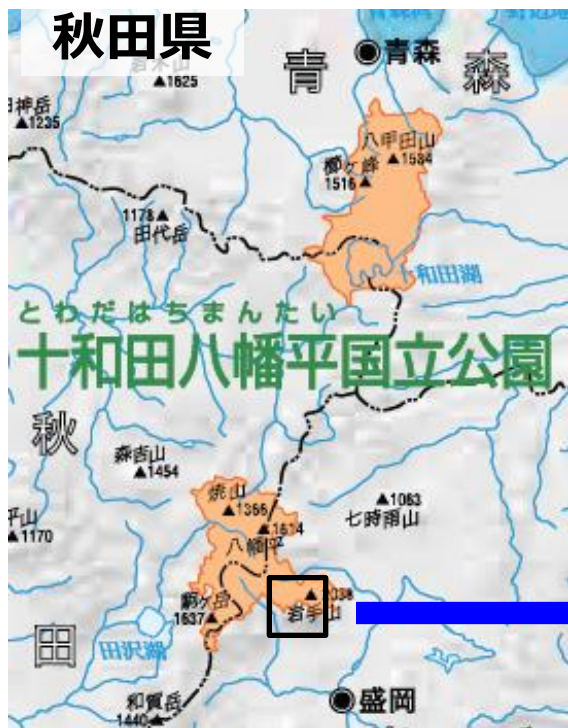 秋田県
青森
青 森
▲1625
▲1235
八甲田山
▲1584
櫛ヶ峰
1516▲
1178▲
田代岳
和田湖
とわだはちまんたい
十和田八幡平国立公園
秋
森吉山
▲1454
焼山
▲1366
▲1614
八幡平
▲1063
七時雨山
▲1170
岩手山
駒ヶ岳
1637▲
田
田沢湖
和賀岳
1440▲
盛岡